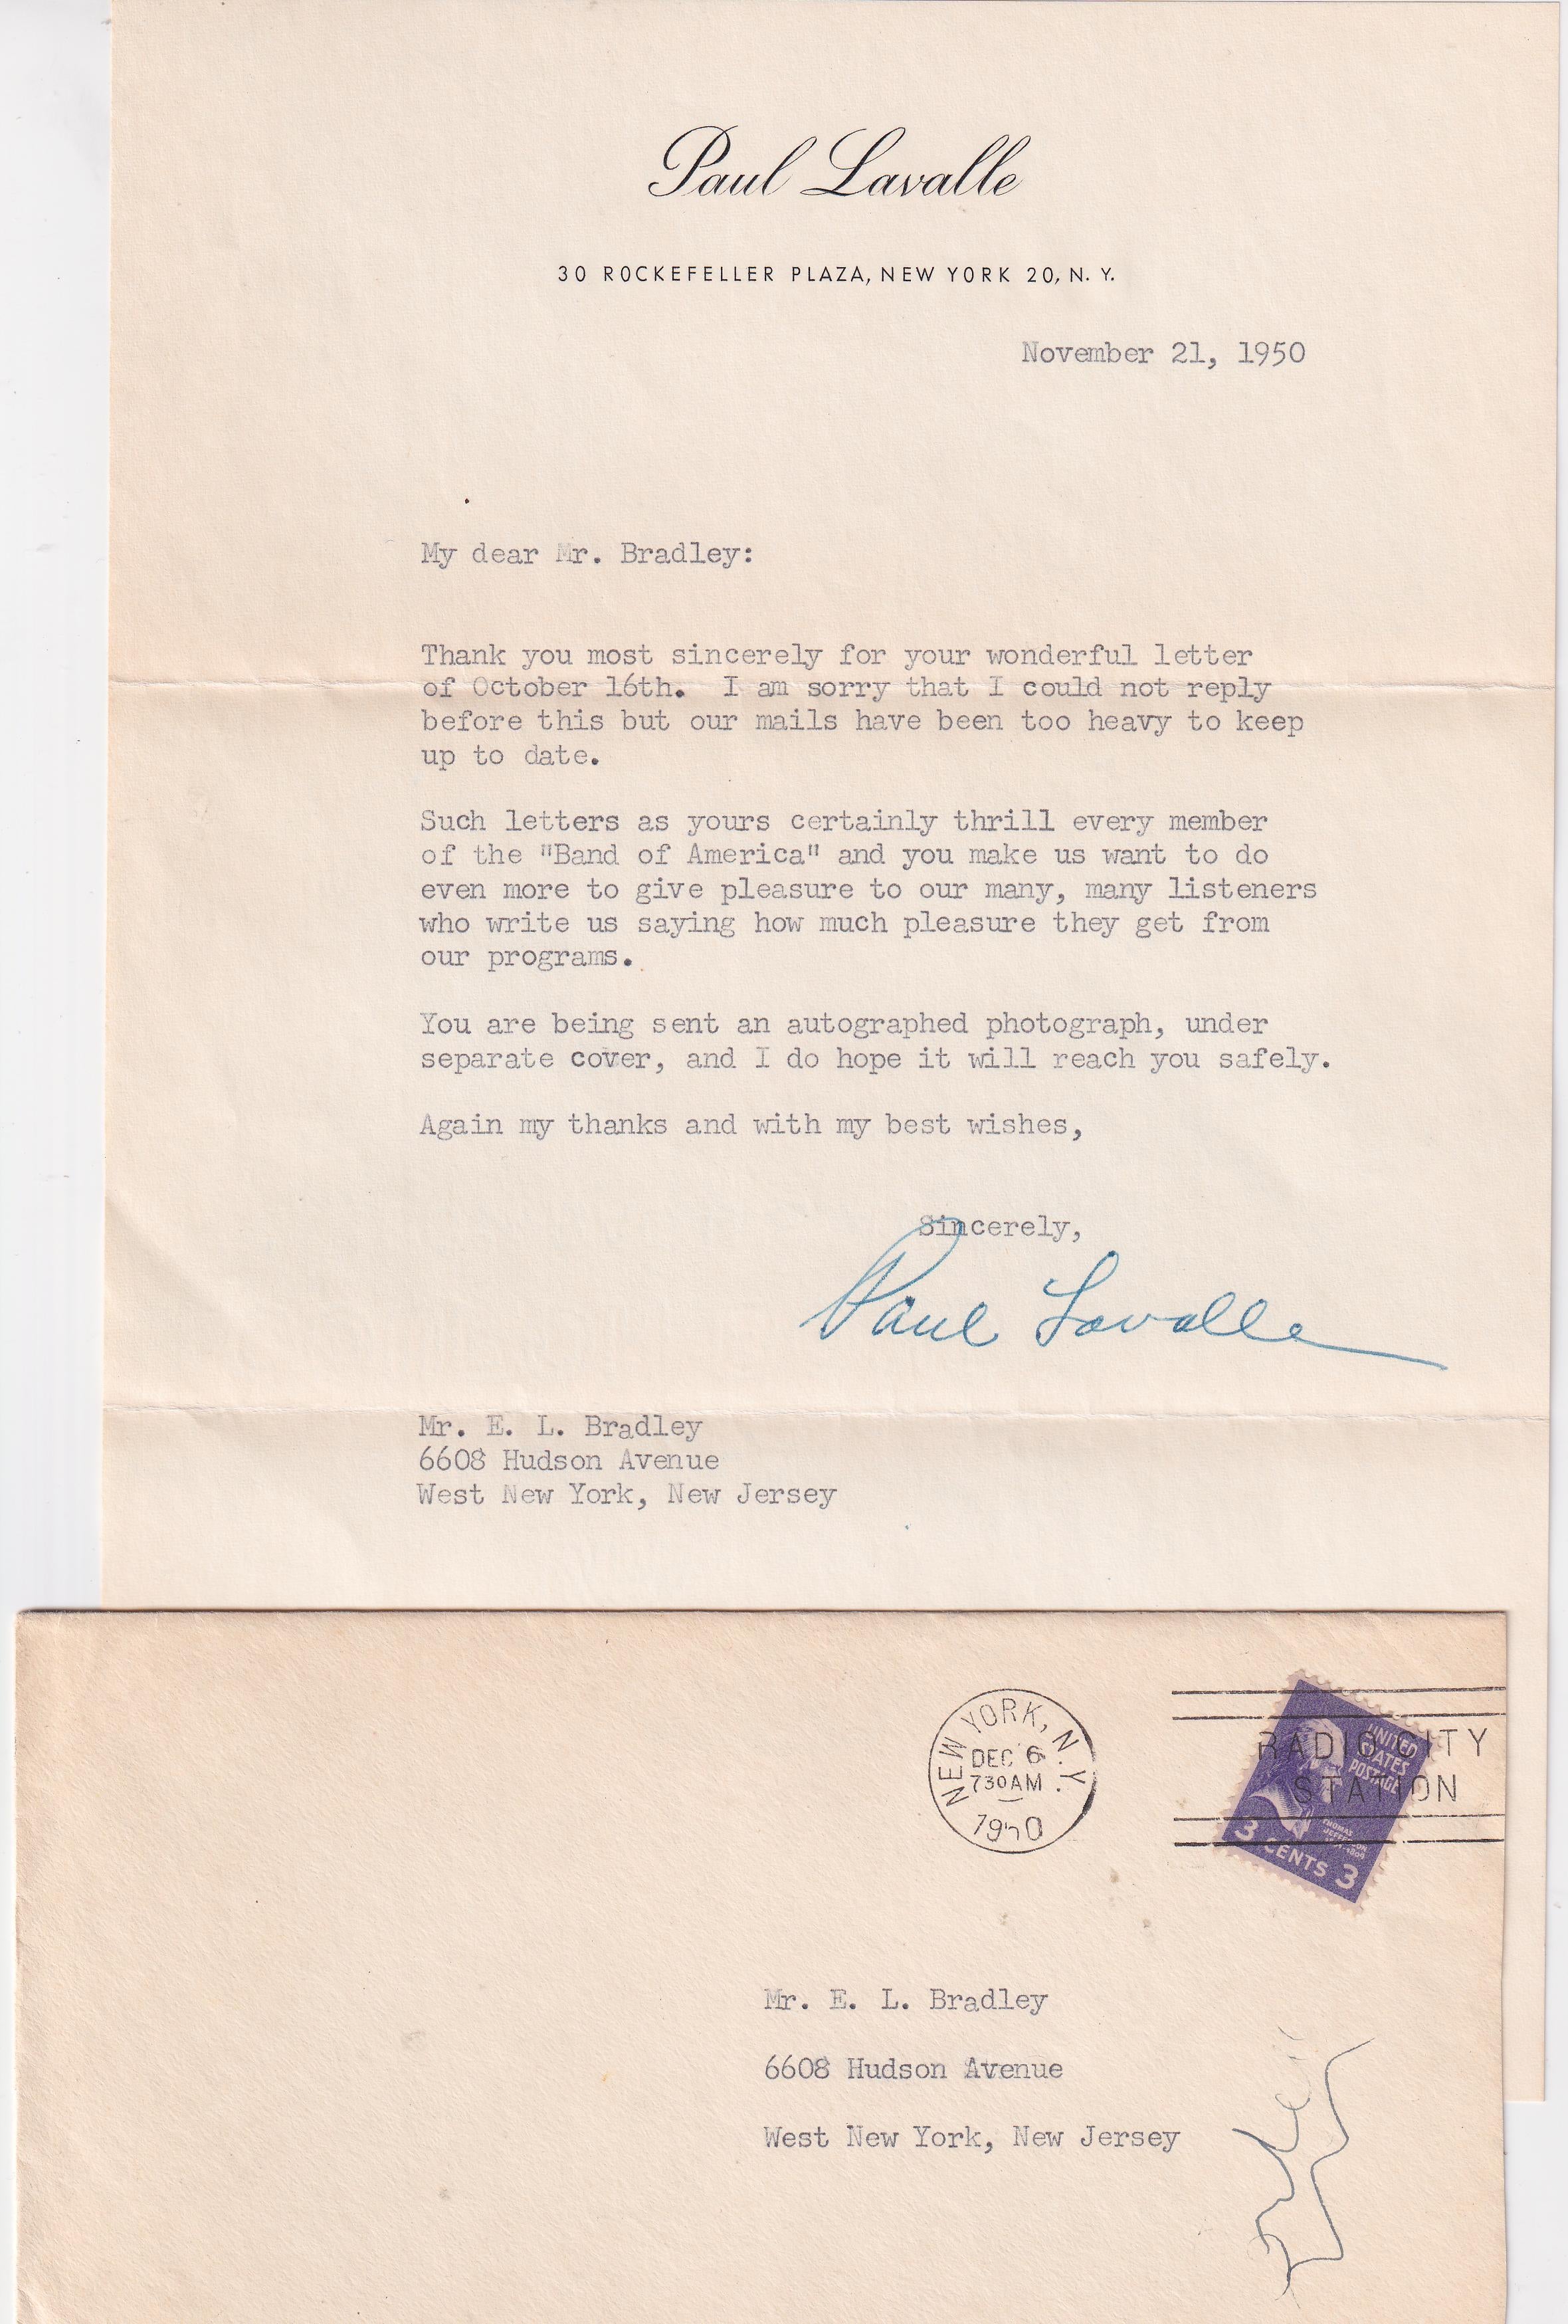 Paul Lavalle
30 ROCKEFELLER PLAZA, NEW YORK 20, N. Y.
November 21, 1950
My dear Mr. Bradley:
Thank you most sincerely for your wonderful letter
of October 16th. I am sorry that I could not reply
before this but our mails have been too heavy to keep
up to date.
Such letters as yours certainly thrill every member
of the "Band of America" and you make us want to do
even more to give pleasure to our many, many listeners
who write us saying how much pleasure they get from
our programs.
You are being sent an autographed photograph, under
separate cover, and I do hope it will reach you safely.
Again my thanks and with my best wishes,
Sincerely,
Paul Lavalle
Mr. E. L. Bradley
6608 Hudson Avenue
West New York, New Jersey
NEW YORK, N.Y.
DEC 6
730 AM
1950
RADIO CITY
STATION
UNITED
STATES
POSTAGE
THOMAS
JEFFERSON
3 CENTS 3
Mr. E. L. Bradley
6608 Hudson Avenue
West New York, New Jersey